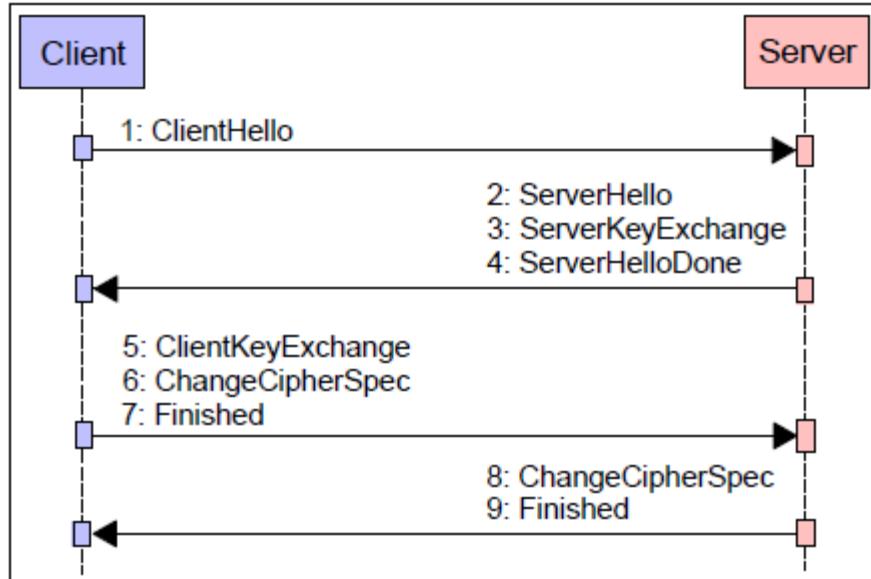 Client
Server
1: ClientHello
2: ServerHello
3: ServerKeyExchange
4: ServerHelloDone
5: ClientKeyExchange
6: ChangeCipherSpec
7: Finished
8: ChangeCipherSpec
9: Finished